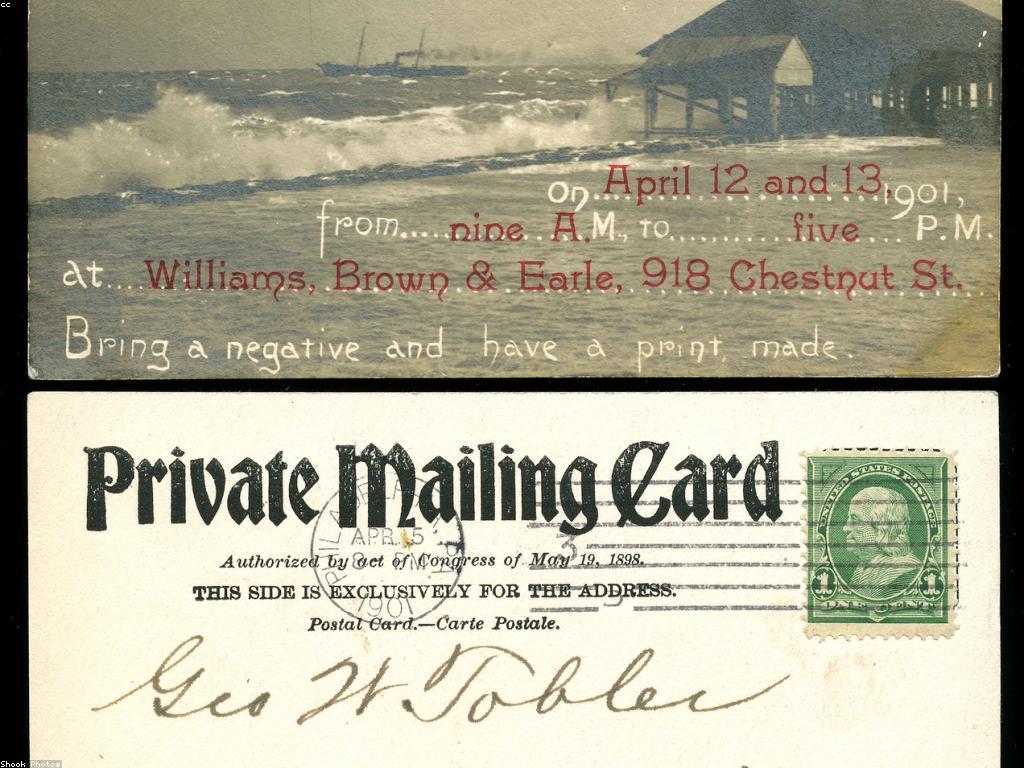 cc
on....April 12 and 13,1901,
from....nine A.M., to............five....P.M.
at....Williams, Brown & Earle, 918 Chestnut St.
Bring a negative and have a print made.
Private Mailing Card
Authorized by act of Congress of May 19, 1898.
THIS SIDE IS EXCLUSIVELY FOR THE ADDRESS.
Postal Card.—Carte Postale.
APR. 5
8 PM
1901
UNITED STATES POSTAGE
1 1
Geo W. Tobler
Shook Photos